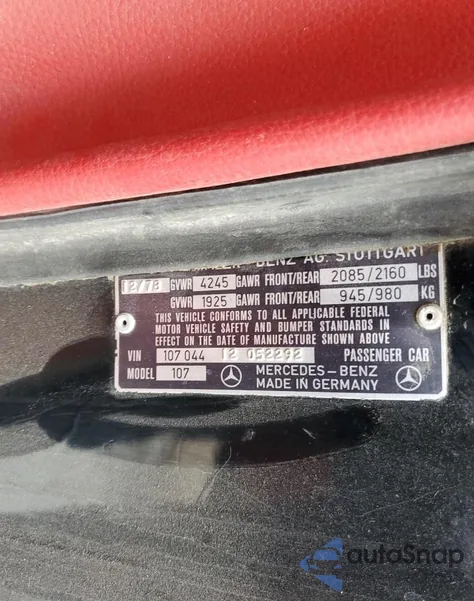 BENZ AG. STUTTGART
12/78 GVWR 4245 GAWR FRONT/REAR 2085/2160 LBS
GVWR 1925 GAWR FRONT/REAR 945/980 KG
THIS VEHICLE CONFORMS TO ALL APPLICABLE FEDERAL
MOTOR VEHICLE SAFETY AND BUMPER STANDARDS IN
EFFECT ON THE DATE OF MANUFACTURE SHOWN ABOVE
VIN 107 044 12 052292 PASSENGER CAR
MODEL 107 MERCEDES-BENZ
MADE IN GERMANY
autoSnap